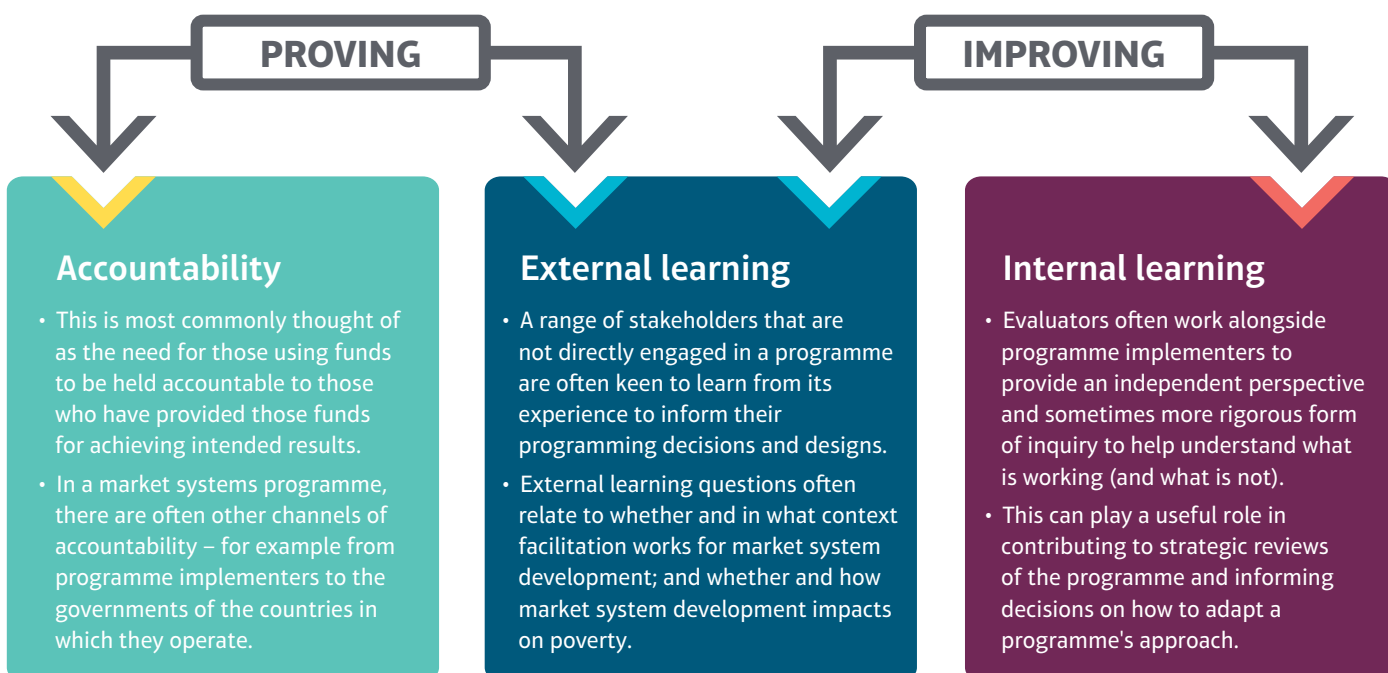 PROVING
IMPROVING
Accountability
• This is most commonly thought of
as the need for those using funds
to be held accountable to those
who have provided those funds
for achieving intended results.
• In a market systems programme,
there are often other channels of
accountability – for example from
programme implementers to the
governments of the countries in
which they operate.
External learning
• A range of stakeholders that are
not directly engaged in a programme
are often keen to learn from its
experience to inform their
programming decisions and designs.
• External learning questions often
relate to whether and in what context
facilitation works for market system
development; and whether and how
market system development impacts
on poverty.
Internal learning
• Evaluators often work alongside
programme implementers to
provide an independent perspective
and sometimes more rigorous form
of inquiry to help understand what
is working (and what is not).
• This can play a useful role in
contributing to strategic reviews
of the programme and informing
decisions on how to adapt a
programme's approach.